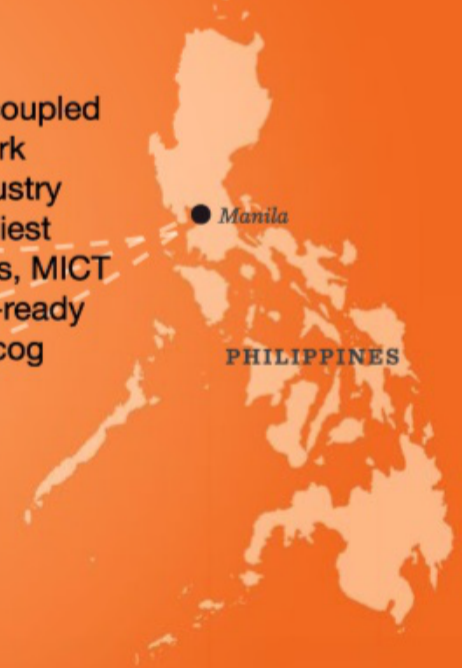 oupled
rk
ustry
iest
s, MICT
-ready
cog
Manila
PHILIPPINES